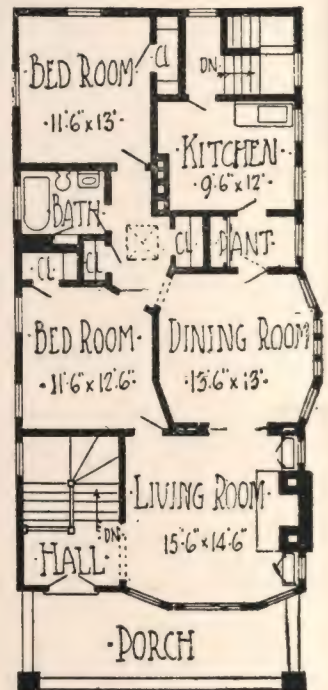 BED ROOM
11'6" x 13'
CL
DN.
KITCHEN
9'6" x 12'
BATH
CL.
PANT.
CL.
CL.
BED ROOM
11'6" x 12'6"
DINING ROOM
13'6" x 13'
LIVING ROOM
15'6" x 14'6"
DN.
HALL
PORCH